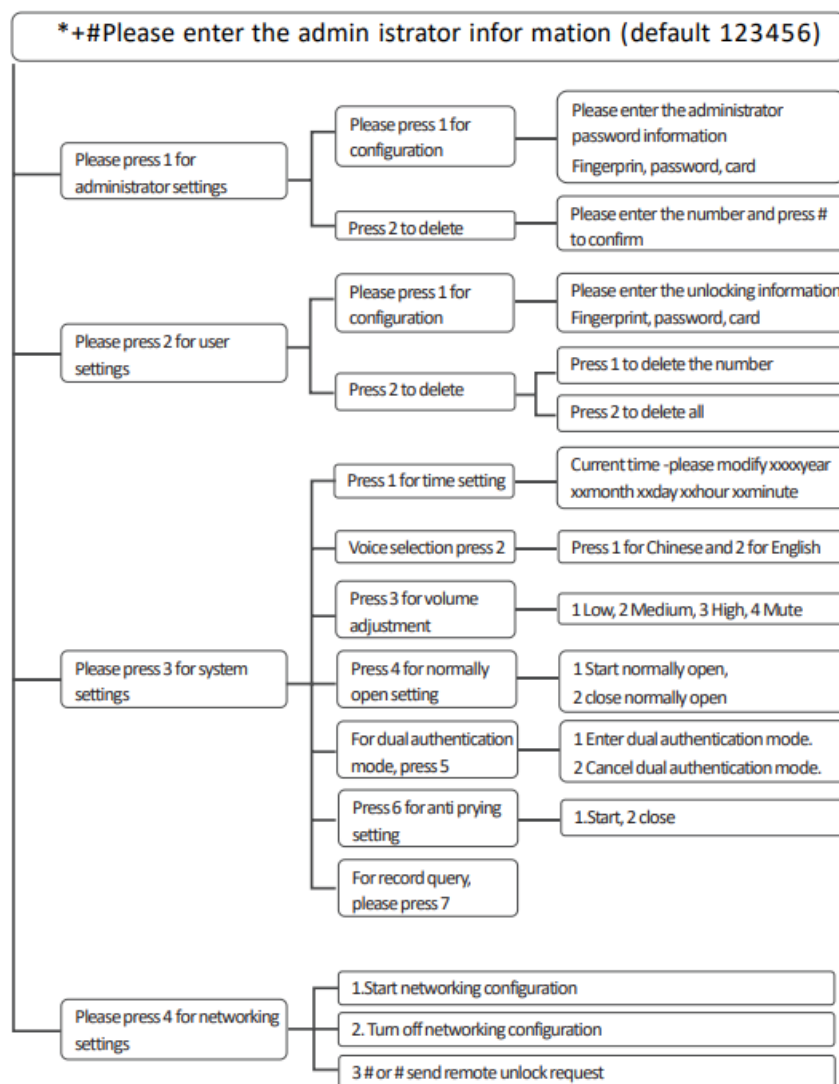 *+#Please enter the admin istrator infor mation (default 123456)
Please press 1 for
administrator settings
Please press 1 for
configuration
Please enter the administrator
password information
Fingerprin, password, card
Press 2 to delete
Please enter the number and press #
to confirm
Please press 2 for user
settings
Please press 1 for
configuration
Please enter the unlocking information
Fingerprint, password, card
Press 2 to delete
Press 1 to delete the number
Press 2 to delete all
Please press 3 for system
settings
Press 1 for time setting
Current time -please modify xxxxyear
xxmonth xxday xxhour xxminute
Voice selection press 2
Press 1 for Chinese and 2 for English
Press 3 for volume
adjustment
1 Low, 2 Medium, 3 High, 4 Mute
Press 4 for normally
open setting
1 Start normally open,
2 close normally open
For dual authentication
mode, press 5
1 Enter dual authentication mode.
2 Cancel dual authentication mode.
Press 6 for anti prying
setting
1.Start, 2 close
For record query,
please press 7
Please press 4 for networking
settings
1.Start networking configuration
2. Turn off networking configuration
3 # or # send remote unlock request